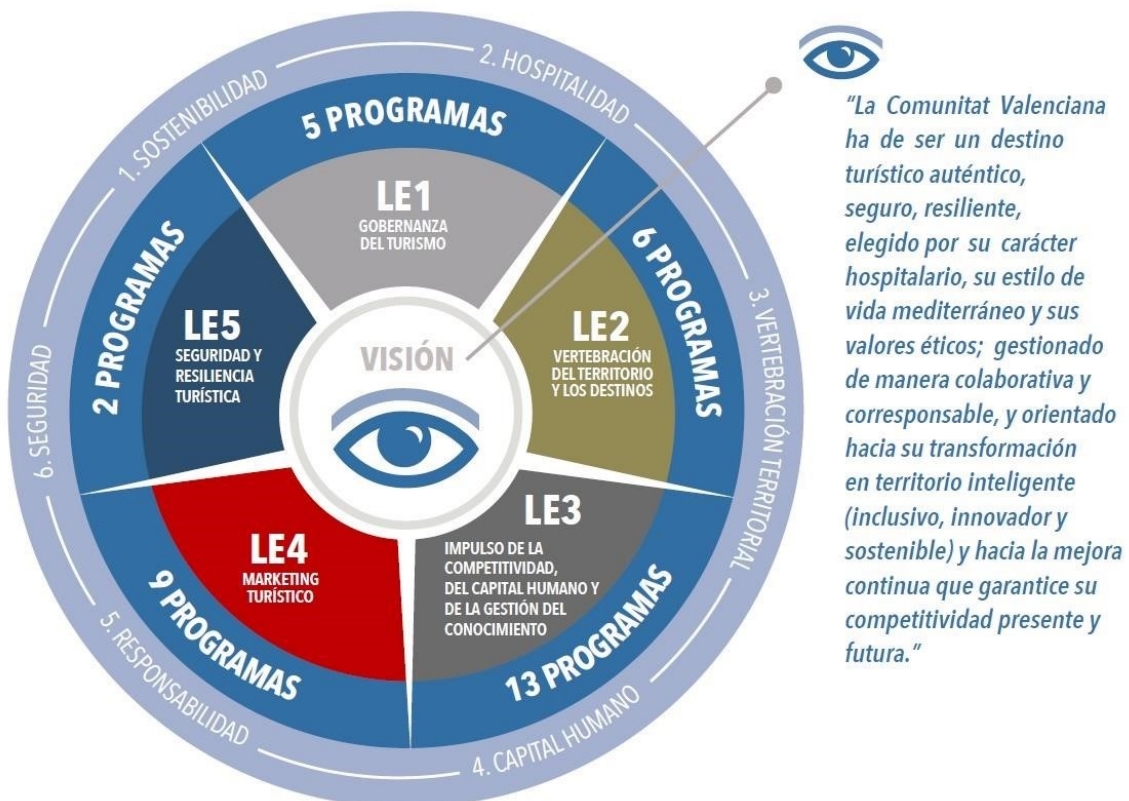 1. SOSTENIBILIDAD
2. HOSPITALIDAD
3. VERTEBRACIÓN TERRITORIAL
4. CAPITAL HUMANO
5. RESPONSABILIDAD
6. SEGURIDAD
5 PROGRAMAS
LE1
GOBERNANZA
DEL TURISMO
6 PROGRAMAS
LE2
VERTEBRACIÓN
DEL TERRITORIO
Y LOS DESTINOS
13 PROGRAMAS
LE3
IMPULSO DE LA
COMPETITIVIDAD,
DEL CAPITAL HUMANO Y
DE LA GESTIÓN DEL
CONOCIMIENTO
9 PROGRAMAS
LE4
MARKETING
TURÍSTICO
2 PROGRAMAS
LE5
SEGURIDAD Y
RESILIENCIA
TURÍSTICA
VISIÓN
“La Comunitat Valenciana
ha de ser un destino
turístico auténtico,
seguro, resiliente,
elegido por su carácter
hospitalario, su estilo de
vida mediterráneo y sus
valores éticos; gestionado
de manera colaborativa y
corresponsable, y orientado
hacia su transformación
en territorio inteligente
(inclusivo, innovador y
sostenible) y hacia la mejora
continua que garantice su
competitividad presente y
futura.”